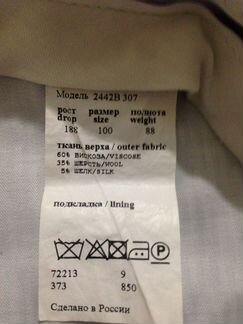 Модель 2442В 307
рост размер полнота
drop size weight
188 100 88
ткань верха / outer fabric
60% ВИСКОЗА/VISCOSE
35% ШЕРСТЬ/WOOL
5% ШЕЛК/SILK
подкладка / lining
P
72213 9
373 850
Сделано в России